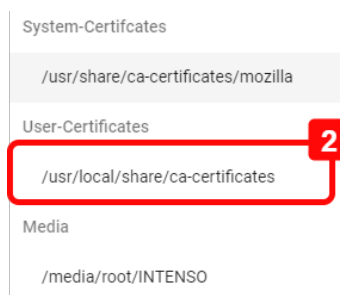 System-Certifcates
/usr/share/ca-certificates/mozilla
User-Certificates
2
/usr/local/share/ca-certificates
Media
/media/root/INTENSO